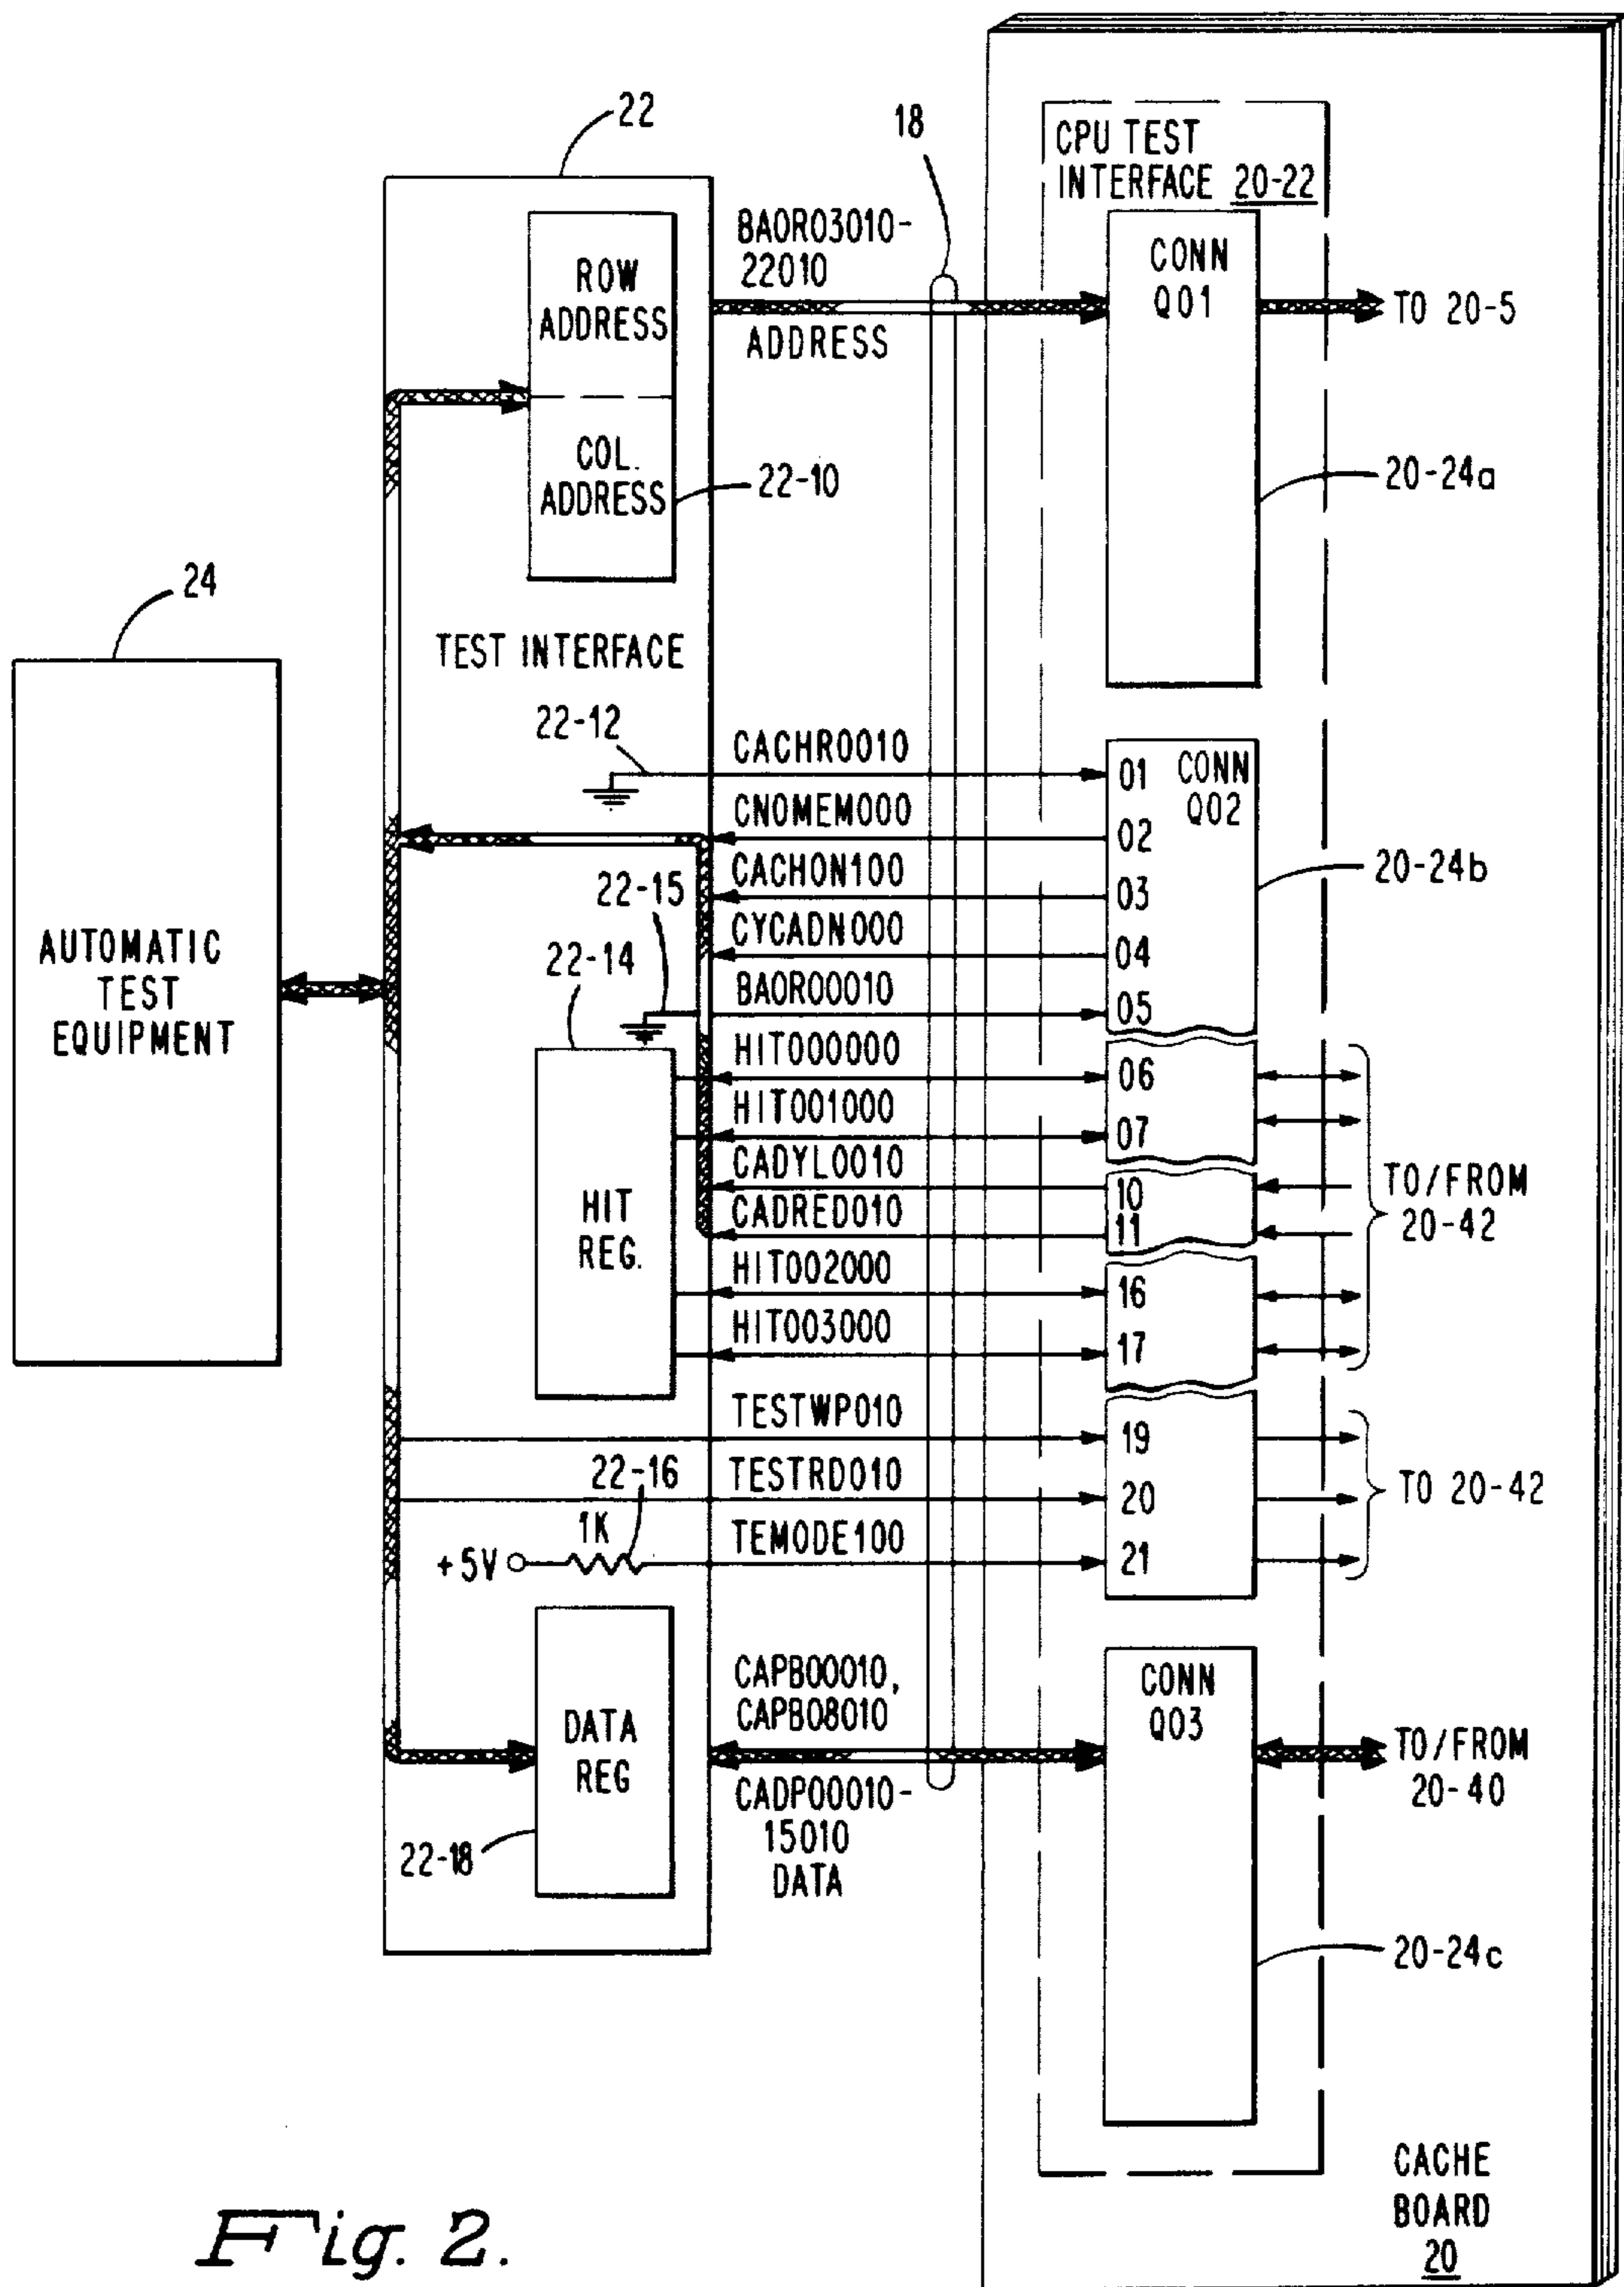 22
18
CPU TEST
INTERFACE 20-22
BAOR03010-
22010
ADDRESS
ROW
ADDRESS
COL.
ADDRESS
22-10
CONN
Q01
TO 20-5
20-24a
24
AUTOMATIC
TEST
EQUIPMENT
TEST INTERFACE
22-12
CACHR0010
01
CONN
Q02
CNOMEM000
02
20-24b
22-15
CACHON100
03
22-14
CYCADN000
04
BAOR00010
05
HIT000000
06
HIT001000
07
CADYL0010
10
CADRED010
11
TO/FROM
20-42
HIT
REG.
HIT002000
16
HIT003000
17
TESTWP010
19
22-16
TESTRD010
20
TO 20-42
1K
+5V
TEMODE100
21
DATA
REG
22-18
CAPB00010,
CAPB08010
CADP00010-
15010
DATA
CONN
Q03
TO/FROM
20-40
20-24c
CACHE
BOARD
20
Fig. 2.